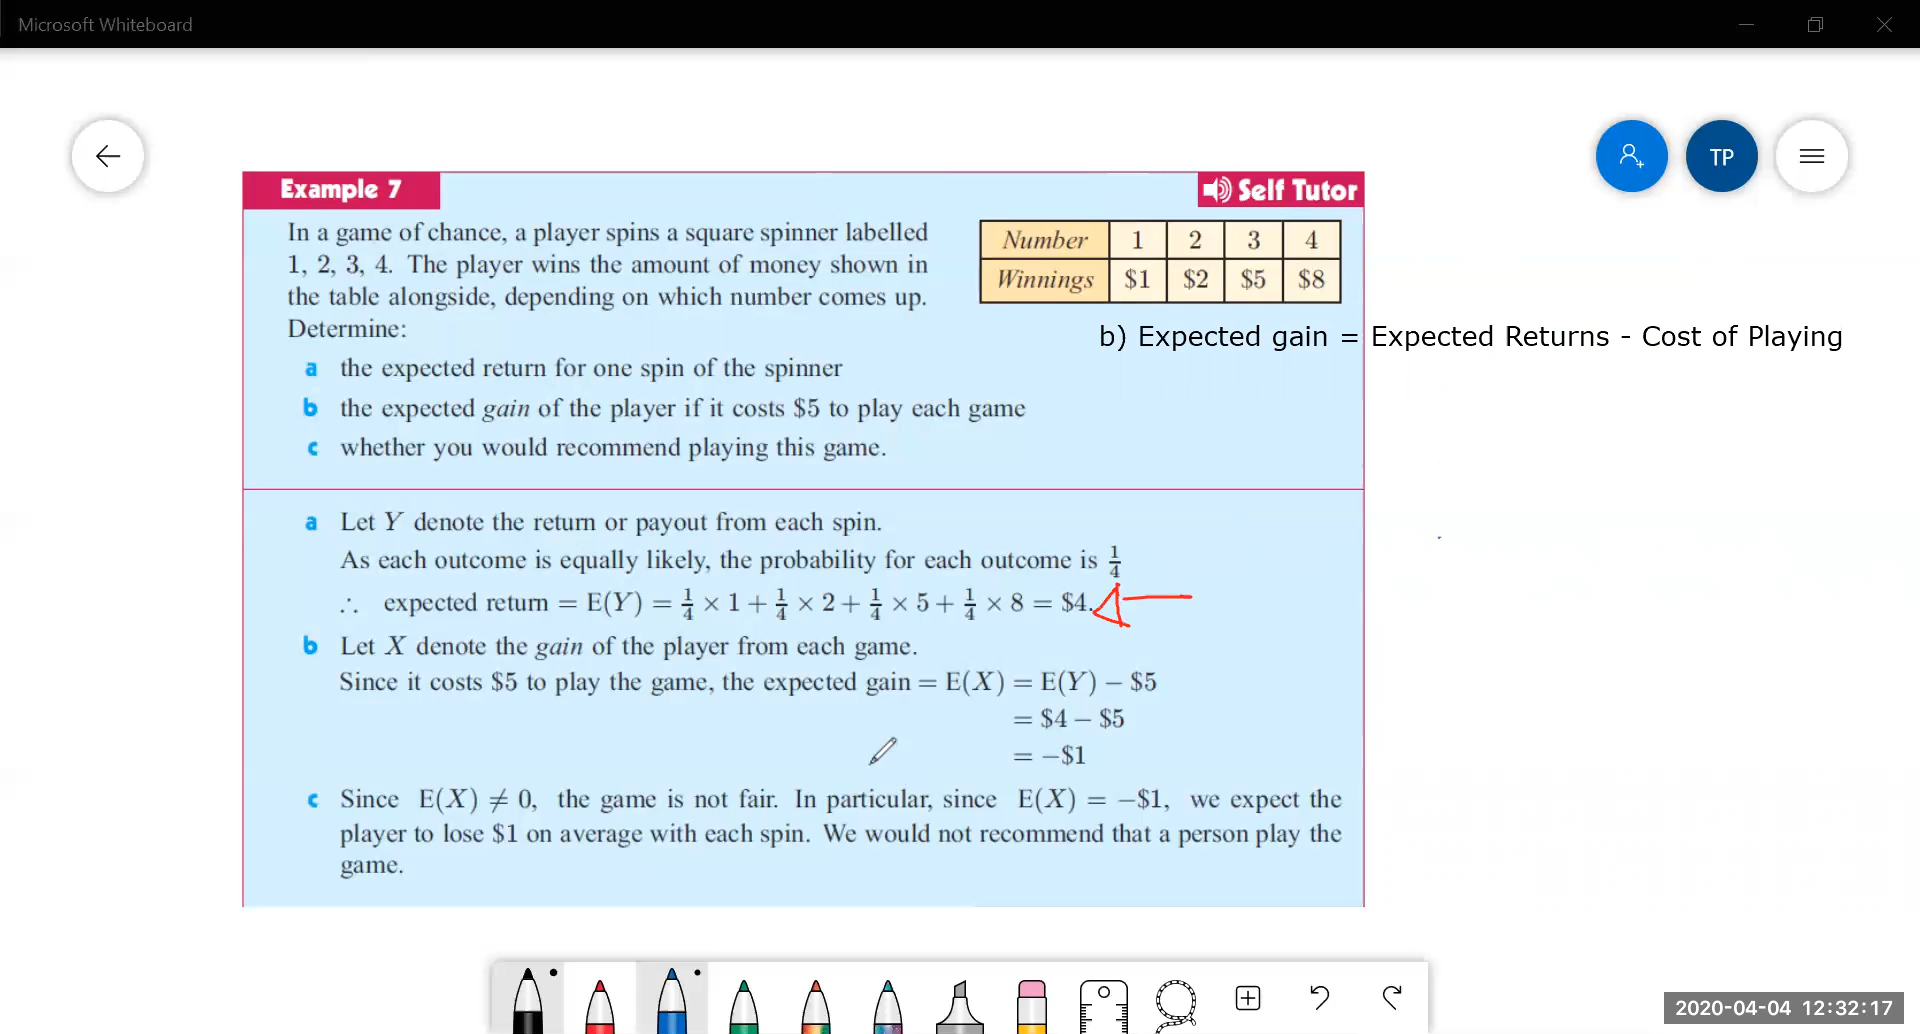 Microsoft Whiteboard
TP
Example 7
Self Tutor
In a game of chance, a player spins a square spinner labelled
1, 2, 3, 4. The player wins the amount of money shown in
the table alongside, depending on which number comes up.
Determine:
Number 1 2 3 4
Winnings $1 $2 $5 $8
b) Expected gain = Expected Returns - Cost of Playing
a the expected return for one spin of the spinner
b the expected gain of the player if it costs $5 to play each game
c whether you would recommend playing this game.
a Let Y denote the return or payout from each spin.
As each outcome is equally likely, the probability for each outcome is 1/4
∴ expected return = E(Y) = 1/4 × 1 + 1/4 × 2 + 1/4 × 5 + 1/4 × 8 = $4.
b Let X denote the gain of the player from each game.
Since it costs $5 to play the game, the expected gain = E(X) = E(Y) − $5
= $4 − $5
= −$1
c Since E(X) ≠ 0, the game is not fair. In particular, since E(X) = −$1, we expect the
player to lose $1 on average with each spin. We would not recommend that a person play the
game.
2020-04-04 12:32:17